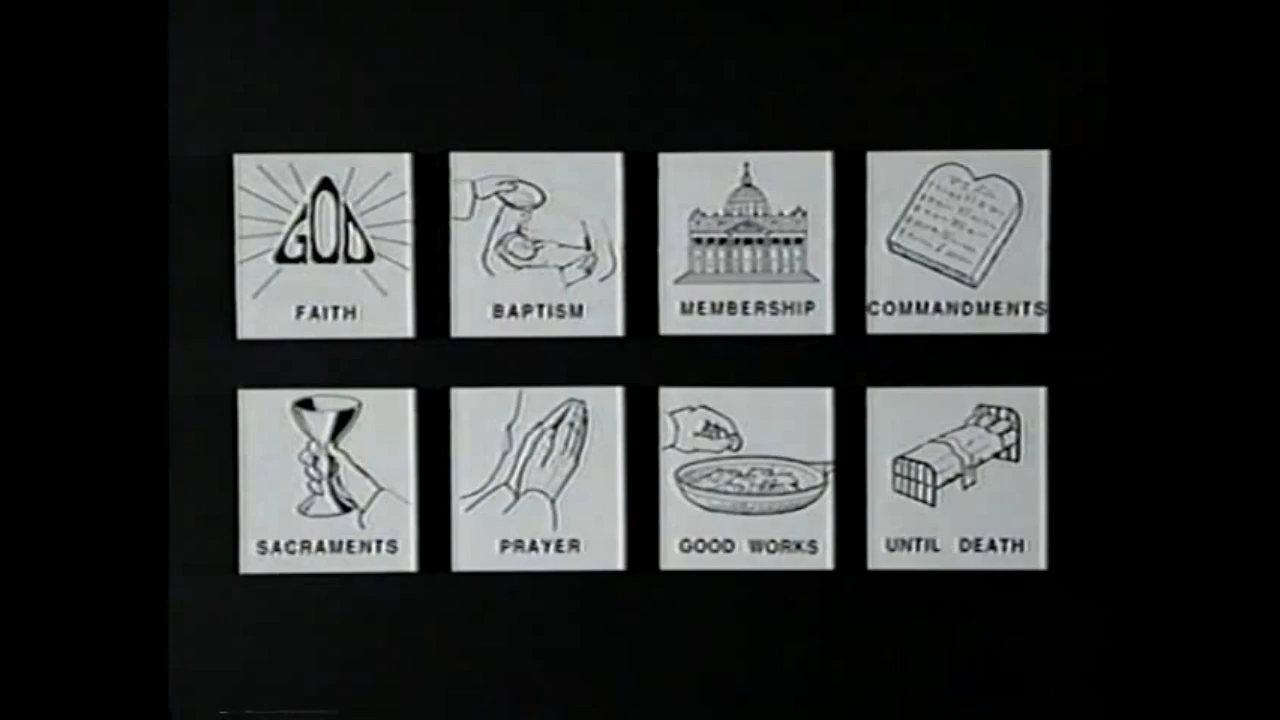 GOD
FAITH
BAPTISM
MEMBERSHIP
COMMANDMENTS
SACRAMENTS
PRAYER
GOOD WORKS
UNTIL DEATH